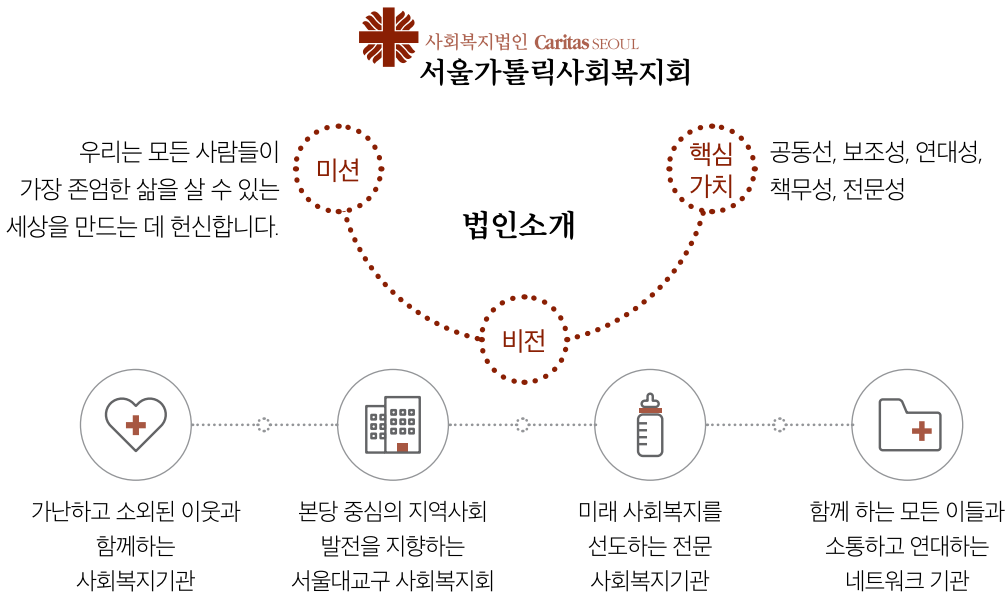 사회복지법인 Caritas SEOUL
서울가톨릭사회복지회
우리는 모든 사람들이
가장 존엄한 삶을 살 수 있는
세상을 만드는 데 헌신합니다.
미션
핵심
가치
공동선, 보조성, 연대성,
책무성, 전문성
법인소개
비전
가난하고 소외된 이웃과
함께하는
사회복지기관
본당 중심의 지역사회
발전을 지향하는
서울대교구 사회복지회
미래 사회복지를
선도하는 전문
사회복지기관
함께 하는 모든 이들과
소통하고 연대하는
네트워크 기관